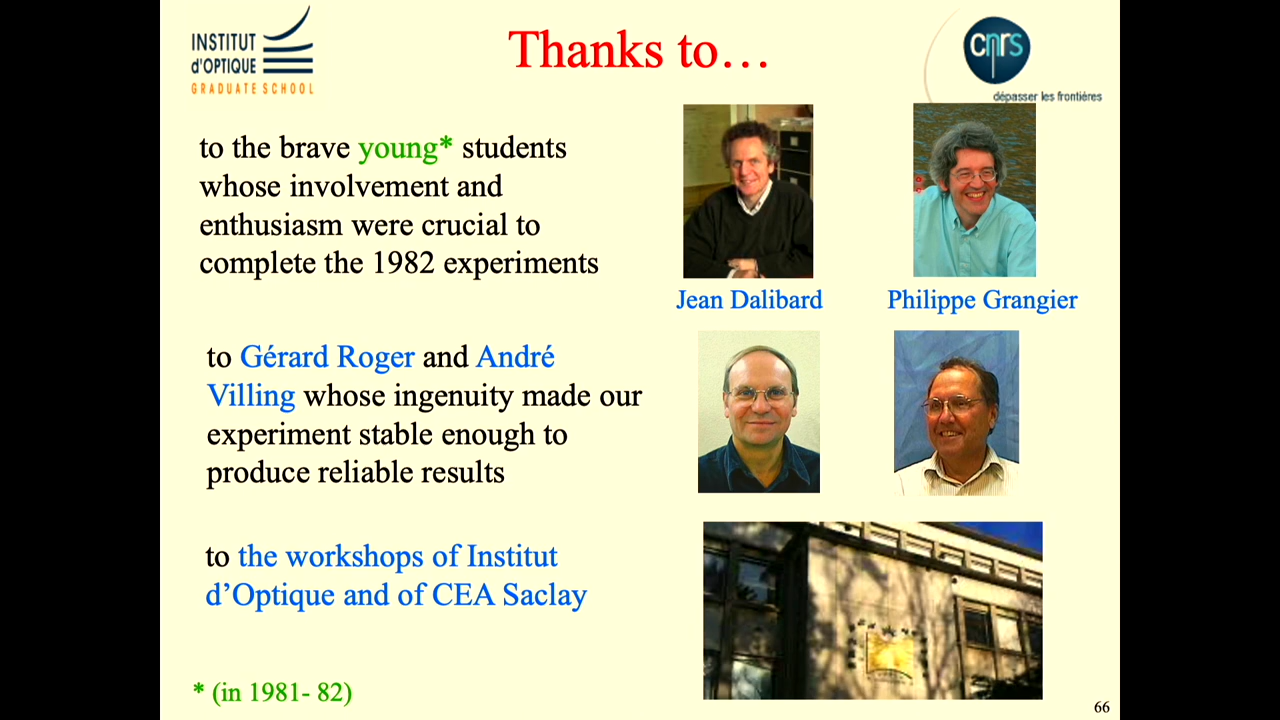 INSTITUT
d'OPTIQUE
GRADUATE SCHOOL
Thanks to…
cnrs
dépasser les frontières
to the brave young* students
whose involvement and
enthusiasm were crucial to
complete the 1982 experiments
Jean Dalibard
Philippe Grangier
to Gérard Roger and André
Villing whose ingenuity made our
experiment stable enough to
produce reliable results
to the workshops of Institut
d’Optique and of CEA Saclay
* (in 1981- 82)
66